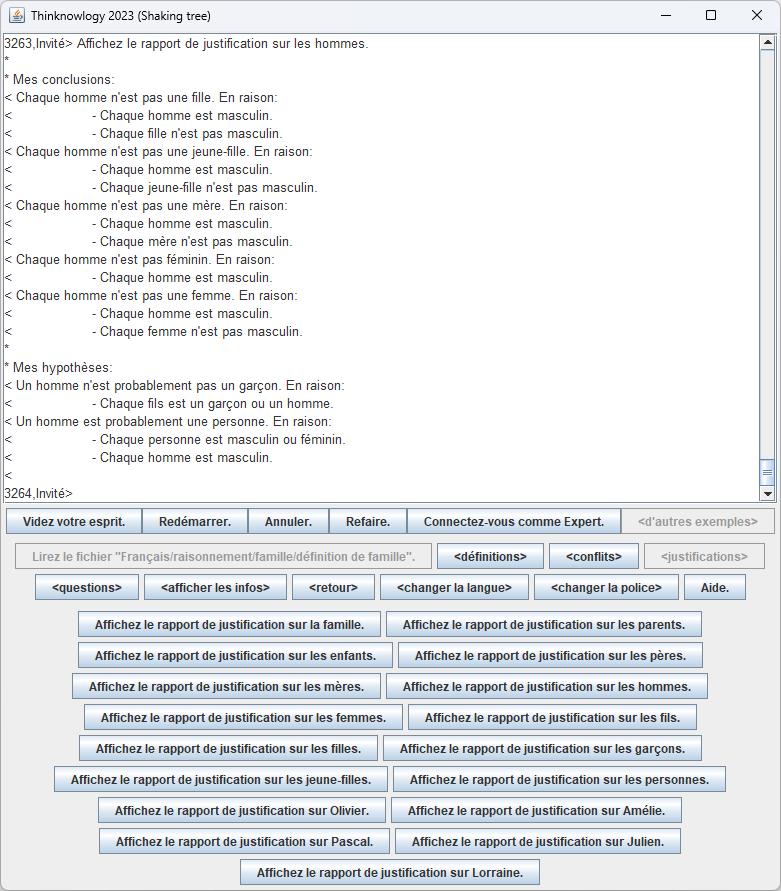 Thinknowlogy 2023 (Shaking tree)
3263,Invité> Affichez le rapport de justification sur les hommes.
*
* Mes conclusions:
< Chaque homme n'est pas une fille. En raison:
< - Chaque homme est masculin.
< - Chaque fille n'est pas masculin.
< Chaque homme n'est pas une jeune-fille. En raison:
< - Chaque homme est masculin.
< - Chaque jeune-fille n'est pas masculin.
< Chaque homme n'est pas une mère. En raison:
< - Chaque homme est masculin.
< - Chaque mère n'est pas masculin.
< Chaque homme n'est pas féminin. En raison:
< - Chaque homme est masculin.
< Chaque homme n'est pas une femme. En raison:
< - Chaque homme est masculin.
< - Chaque femme n'est pas masculin.
*
* Mes hypothèses:
< Un homme n'est probablement pas un garçon. En raison:
< - Chaque fils est un garçon ou un homme.
< Un homme est probablement une personne. En raison:
< - Chaque personne est masculin ou féminin.
< - Chaque homme est masculin.
<
3264,Invité>
Videz votre esprit. Redémarrer. Annuler. Refaire. Connectez-vous comme Expert. <d'autres exemples>
Lirez le fichier "Français/raisonnement/famille/définition de famille". <définitions> <conflits> <justifications>
<questions> <afficher les infos> <retour> <changer la langue> <changer la police> Aide.
Affichez le rapport de justification sur la famille. Affichez le rapport de justification sur les parents.
Affichez le rapport de justification sur les enfants. Affichez le rapport de justification sur les pères.
Affichez le rapport de justification sur les mères. Affichez le rapport de justification sur les hommes.
Affichez le rapport de justification sur les femmes. Affichez le rapport de justification sur les fils.
Affichez le rapport de justification sur les filles. Affichez le rapport de justification sur les garçons.
Affichez le rapport de justification sur les jeune-filles. Affichez le rapport de justification sur les personnes.
Affichez le rapport de justification sur Olivier. Affichez le rapport de justification sur Amélie.
Affichez le rapport de justification sur Pascal. Affichez le rapport de justification sur Julien.
Affichez le rapport de justification sur Lorraine.